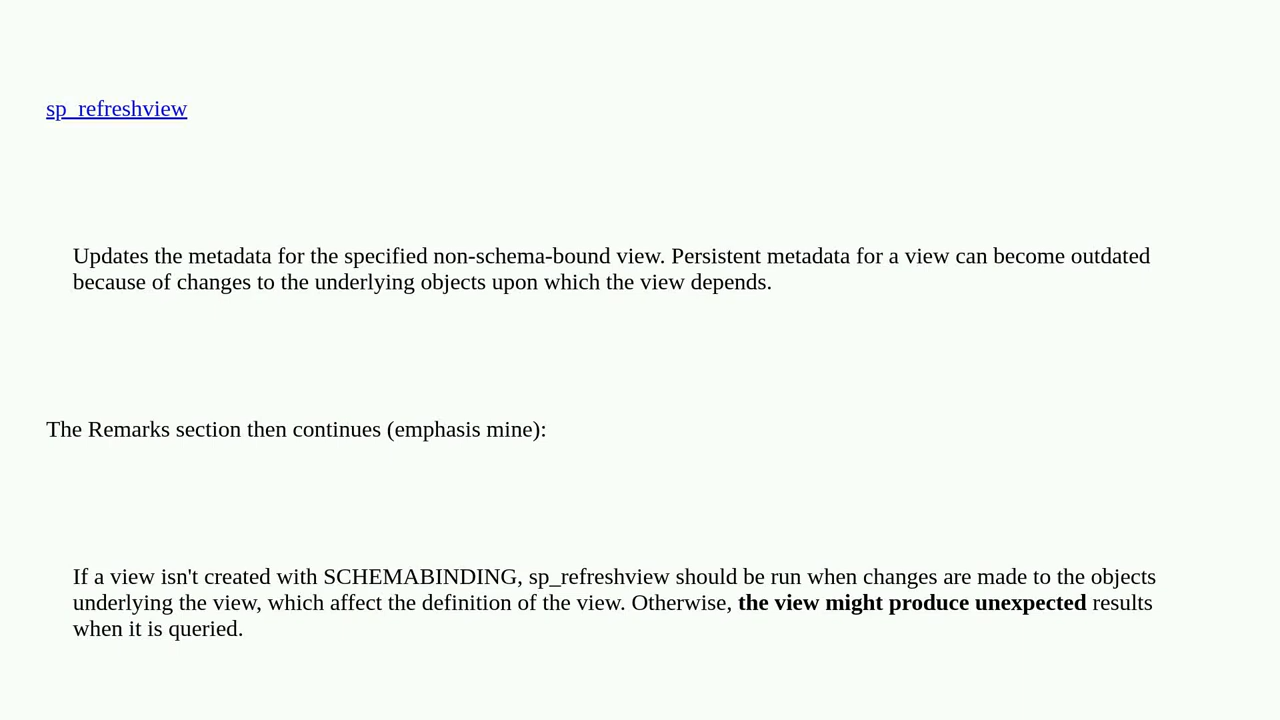 sp_refreshview
Updates the metadata for the specified non-schema-bound view. Persistent metadata for a view can become outdated
because of changes to the underlying objects upon which the view depends.
The Remarks section then continues (emphasis mine):
If a view isn't created with SCHEMABINDING, sp_refreshview should be run when changes are made to the objects
underlying the view, which affect the definition of the view. Otherwise, the view might produce unexpected results
when it is queried.